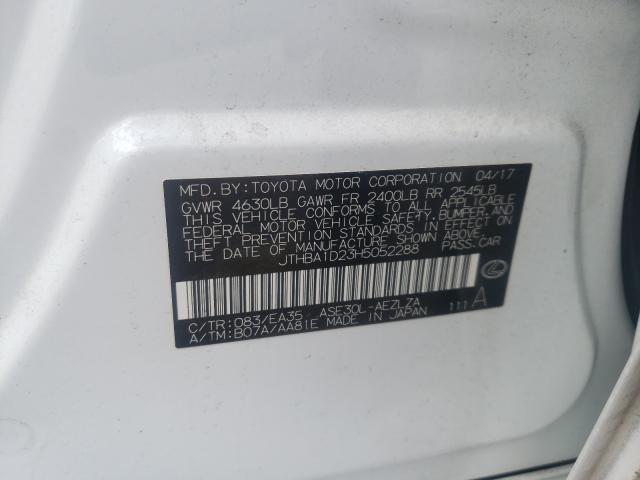 MFD.BY:TOYOTA MOTOR CORPORATION 04/17
GVWR 4630LB GAWR FR 2400LB RR 2545LB
THIS VEHICLE CONFORMS TO ALL APPLICABLE
FEDERAL MOTOR VEHICLE SAFETY, BUMPER, AND
THEFT PREVENTION STANDARDS IN EFFECT ON
THE DATE OF MANUFACTURE SHOWN ABOVE.
JTHBA1D23H5052288 PASS.CAR
C/TR:083/EA35 ASE30L-AEZLZA
A/TM:B07A/AA81E MADE IN JAPAN 111A